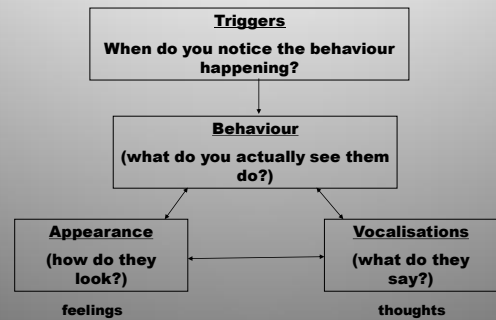 Triggers
When do you notice the behaviour
happening?
Behaviour
(what do you actually see them
do?)
Appearance
(how do they
look?)
Vocalisations
(what do they
say?)
feelings
thoughts